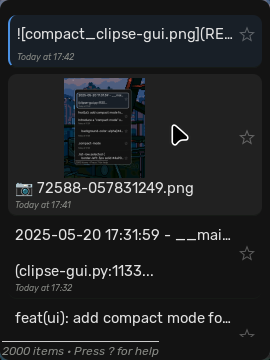 ![compact_clipse-gui.png](RE...
Today at 17:42
📷 72588-057831249.png
Today at 17:41
2025-05-20 17:31:59 - __mai...
(clipse-gui.py:1133...
Today at 17:32
feat(ui): add compact mode fo...
2000 items • Press ? for help